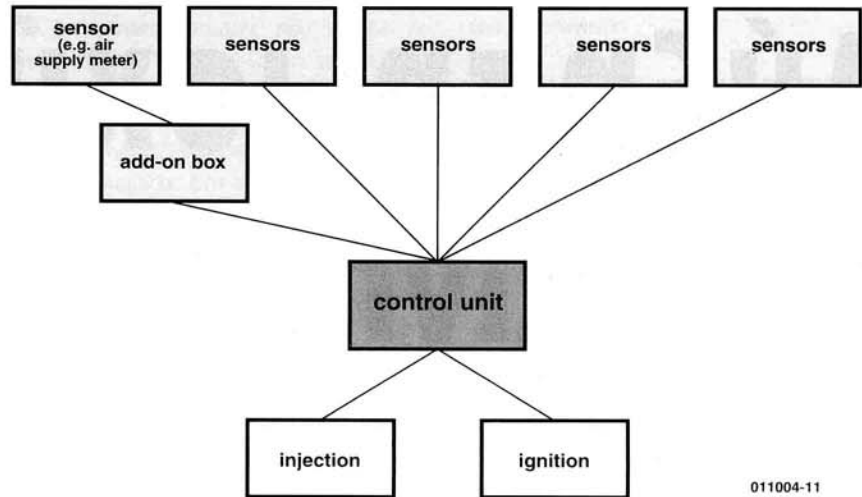 sensor
(e.g. air
supply meter)
sensors
sensors
sensors
sensors
add-on box
control unit
injection
ignition
011004-11